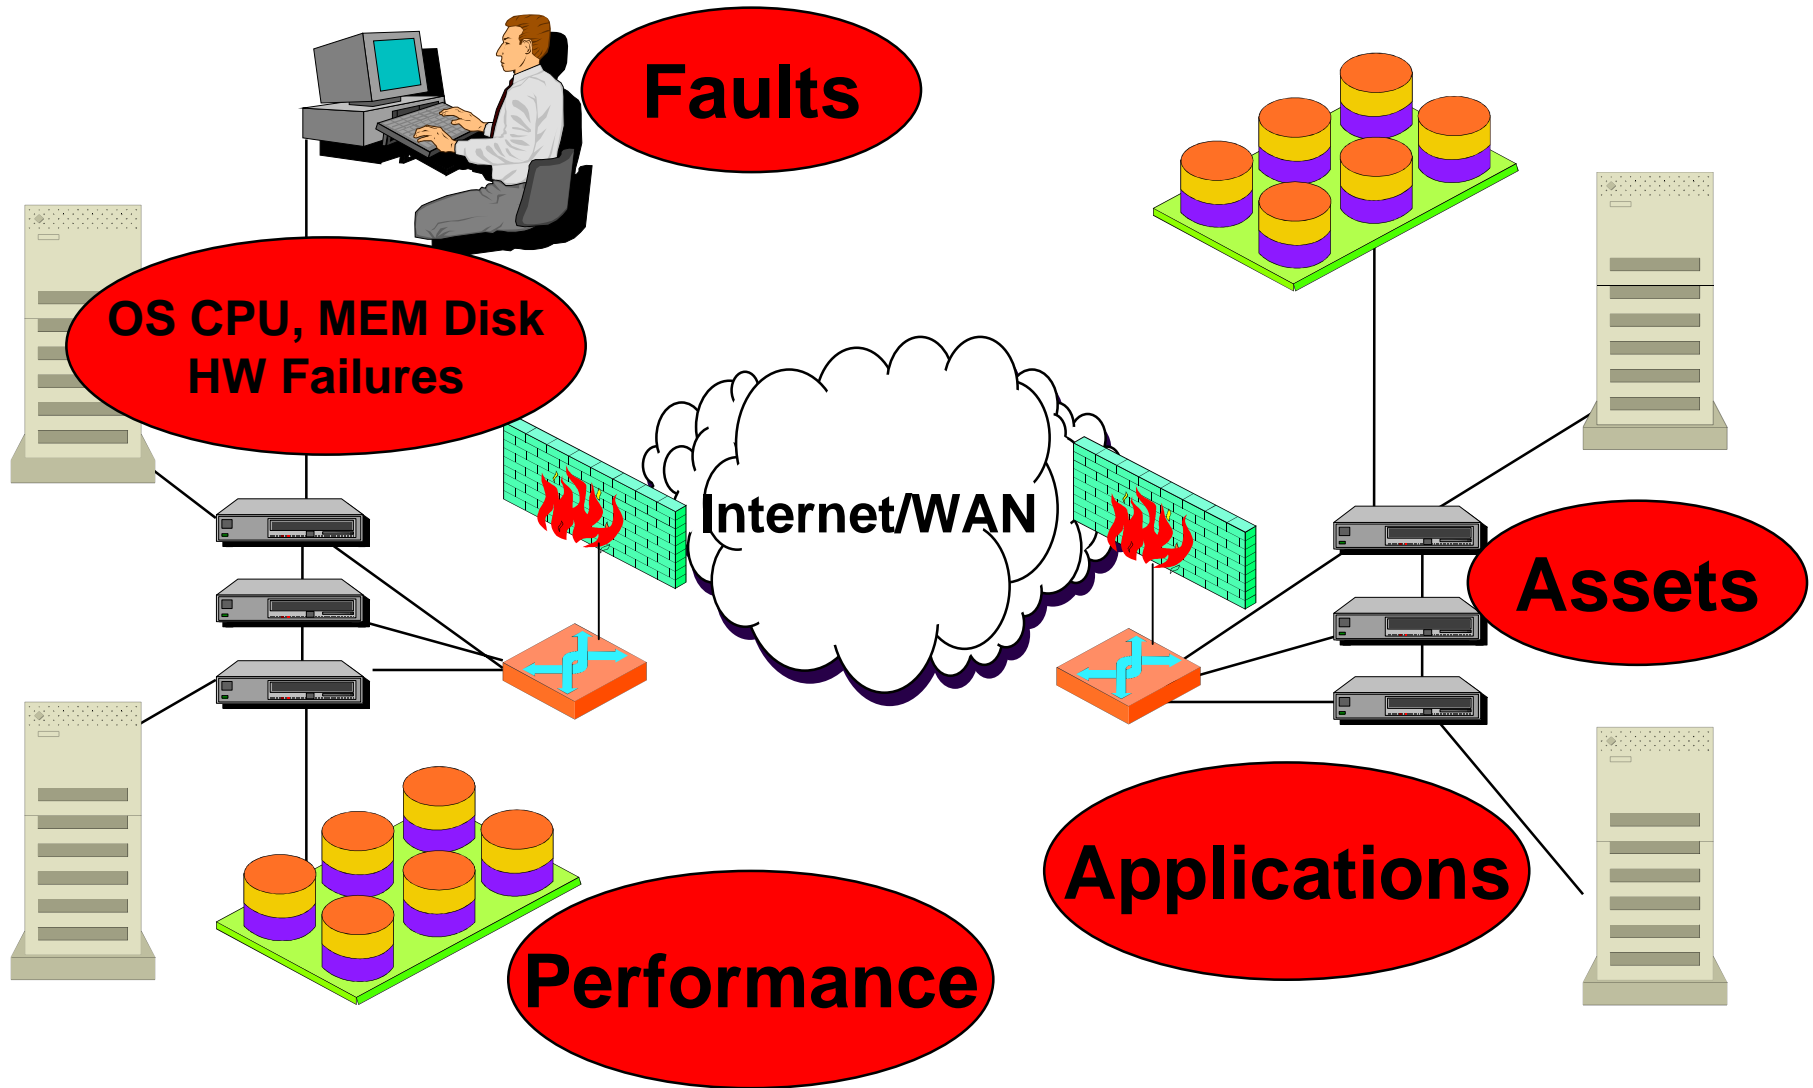 Faults
OS CPU, MEM Disk
HW Failures
Internet/WAN
Assets
Applications
Performance